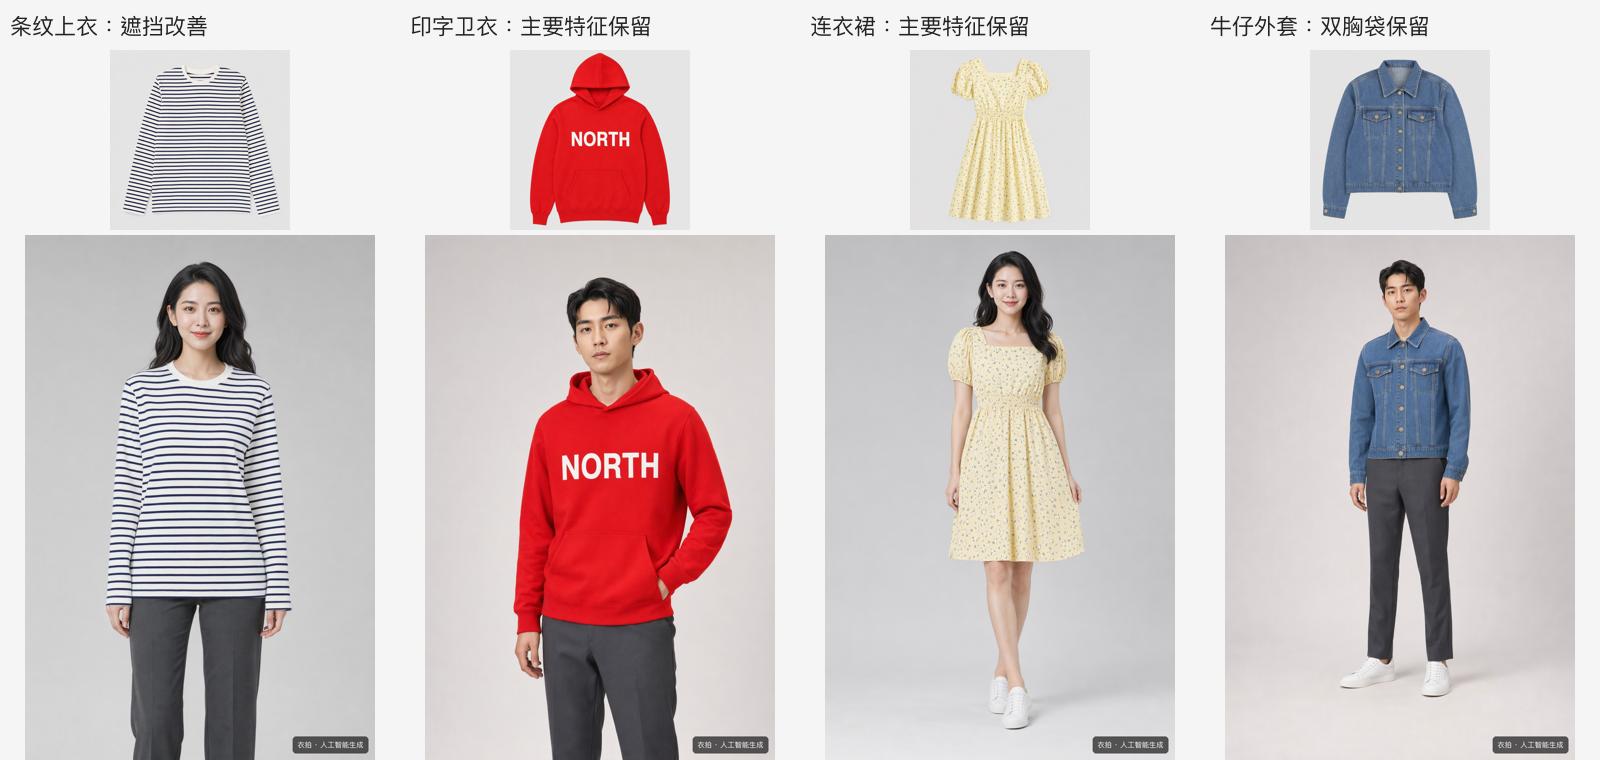 条纹上衣：遮挡改善
印字卫衣：主要特征保留
连衣裙：主要特征保留
牛仔外套：双胸袋保留
NORTH
NORTH
衣拍 · 人工智能生成
衣拍 · 人工智能生成
衣拍 · 人工智能生成
衣拍 · 人工智能生成